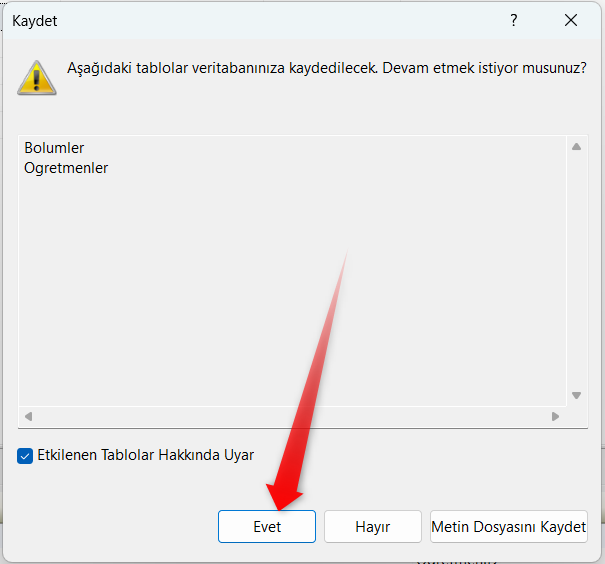 Kaydet
?
Aşağıdaki tablolar veritabanınıza kaydedilecek. Devam etmek istiyor musunuz?
Bolumler
Ogretmenler
Etkilenen Tablolar Hakkında Uyar
Evet
Hayır
Metin Dosyasını Kaydet